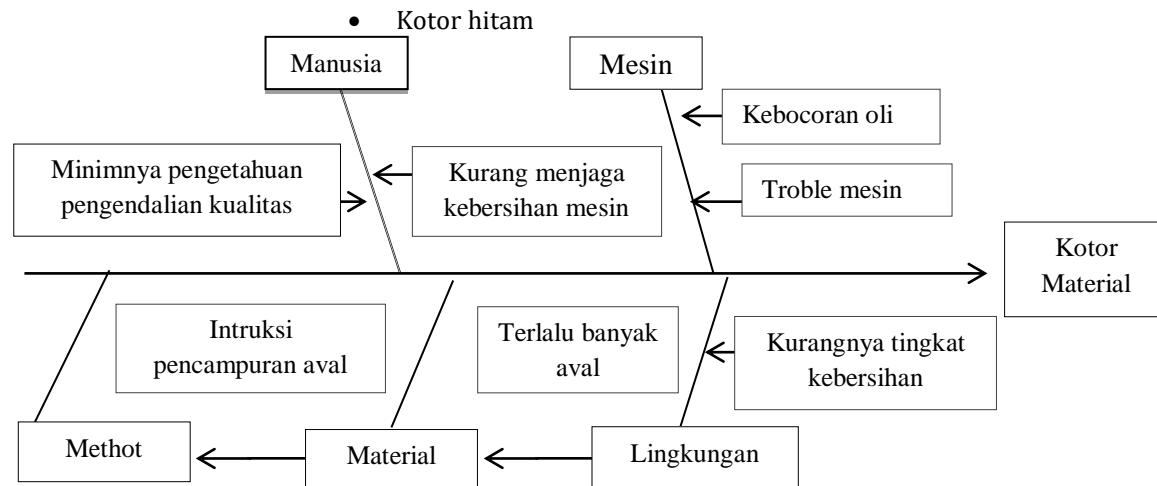 • Kotor hitam
Manusia
Mesin
Kebocoran oli
Minimnya pengetahuan
pengendalian kualitas
Kurang menjaga
kebersihan mesin
Troble mesin
Kotor
Material
Intruksi
pencampuran aval
Terlalu banyak
aval
Kurangnya tingkat
kebersihan
Methot
Material
Lingkungan